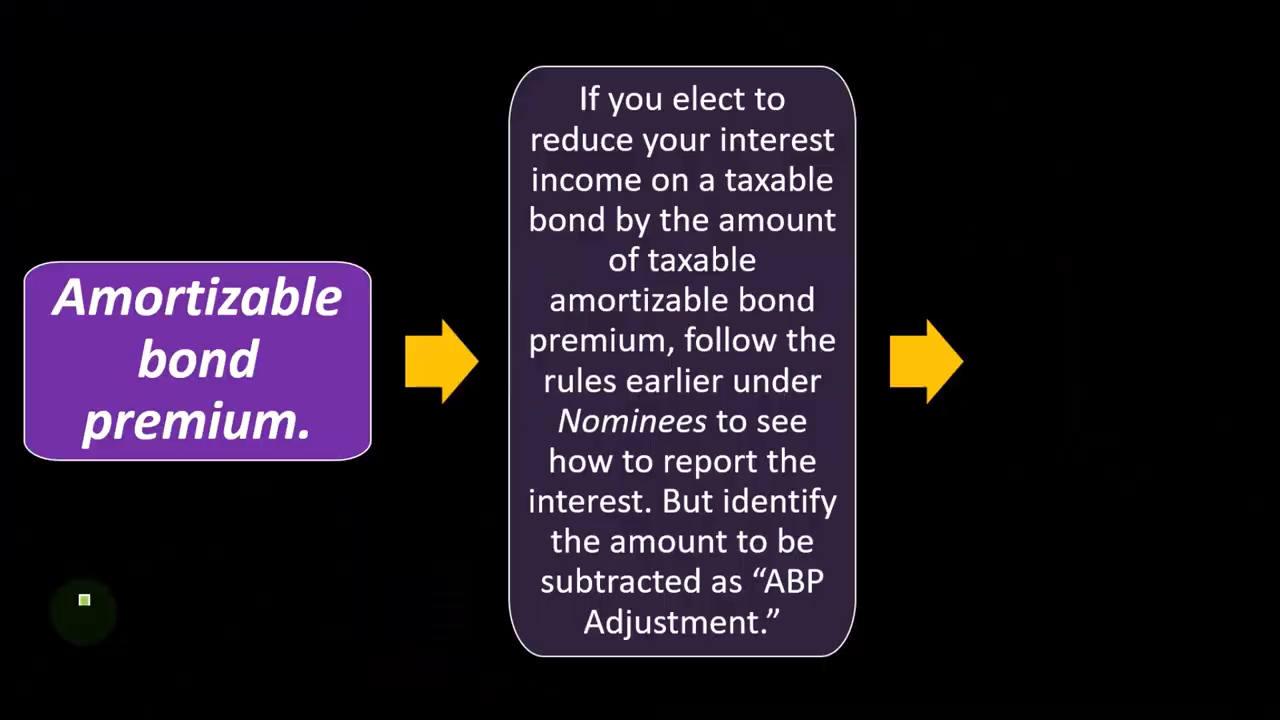 Amortizable
bond
premium.
If you elect to
reduce your interest
income on a taxable
bond by the amount
of taxable
amortizable bond
premium, follow the
rules earlier under
Nominees to see
how to report the
interest. But identify
the amount to be
subtracted as “ABP
Adjustment.”